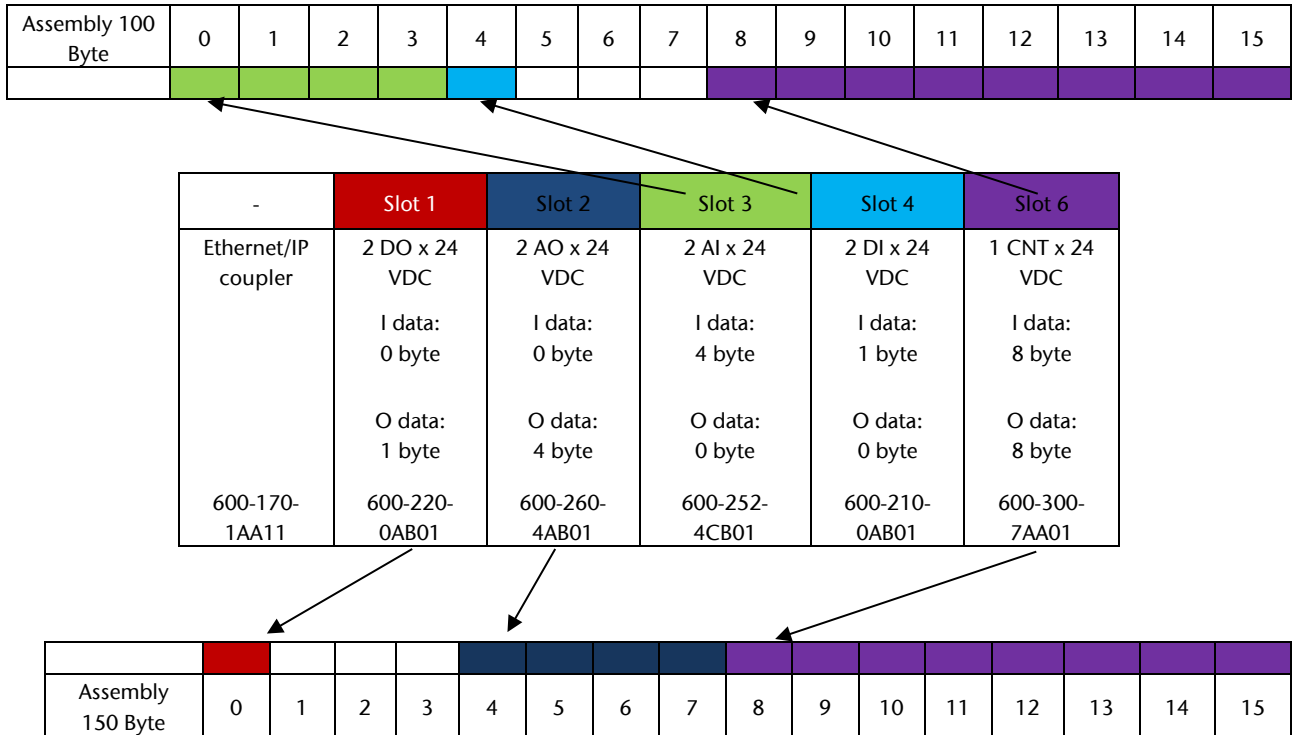 Assembly 100 Byte 0 1 2 3 4 5 6 7 8 9 10 11 12 13 14 15
- Slot 1 Slot 2 Slot 3 Slot 4 Slot 6
Ethernet/IP 2 DO x 24 2 AO x 24 2 AI x 24 2 DI x 24 1 CNT x 24
coupler VDC VDC VDC VDC VDC
I data: I data: I data: I data: I data:
0 byte 0 byte 4 byte 1 byte 8 byte
O data: O data: O data: O data: O data:
1 byte 4 byte 0 byte 0 byte 8 byte
600-170- 600-220- 600-260- 600-252- 600-210- 600-300-
1AA11 0AB01 4AB01 4CB01 0AB01 7AA01
Assembly 150 Byte 0 1 2 3 4 5 6 7 8 9 10 11 12 13 14 15